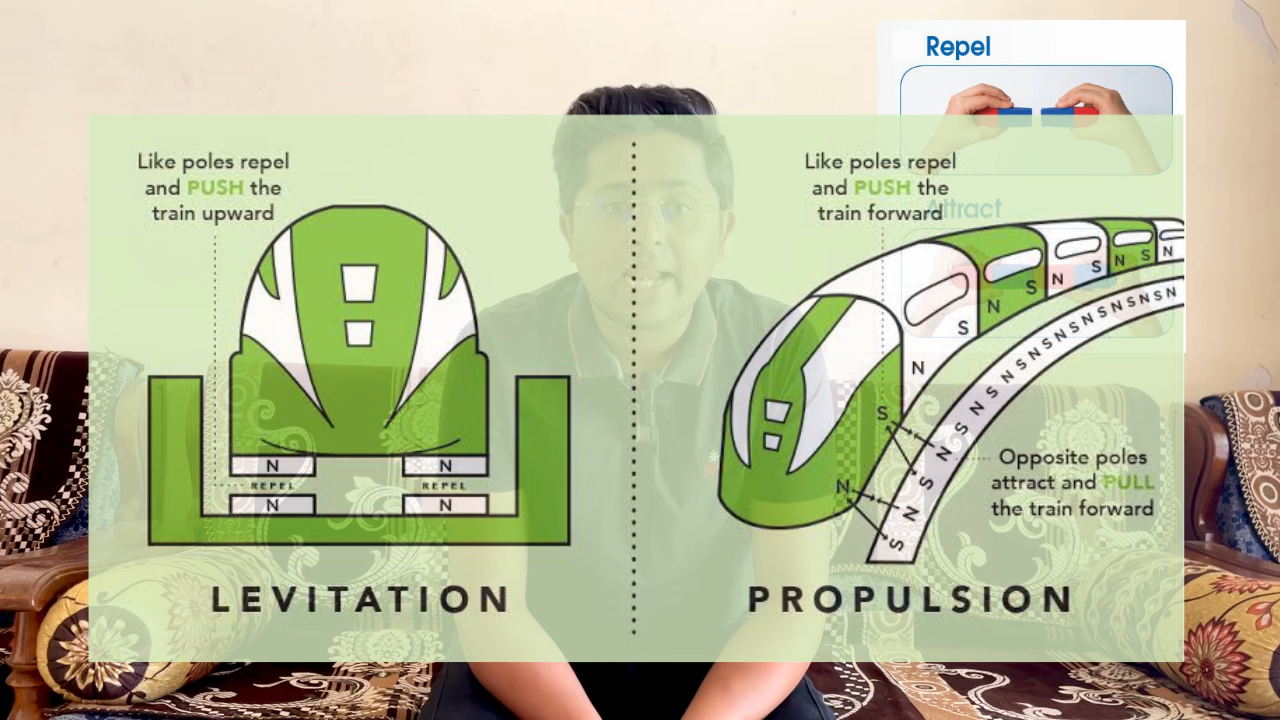 Repel
Attract
Like poles repel
and PUSH the
train upward
N
N
REPEL
REPEL
N
N
LEVITATION
Like poles repel
and PUSH the
train forward
N
S
N
S
N
S
N
S
N
S
N
S
N
S
N
S
N
S
N
S
N
S
N
S
N
S
N
S
N
Opposite poles
attract and PULL
the train forward
PROPULSION